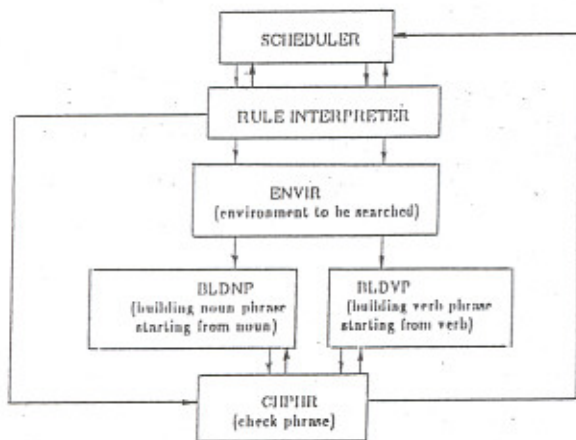 SCHEDULER
RULE INTERPRETER
ENVIR
(environment to be searched)
BLDNP
(building noun phrase
starting from noun)
BLDVP
(building verb phrase
starting from verb)
CHPHR
(check phrase)